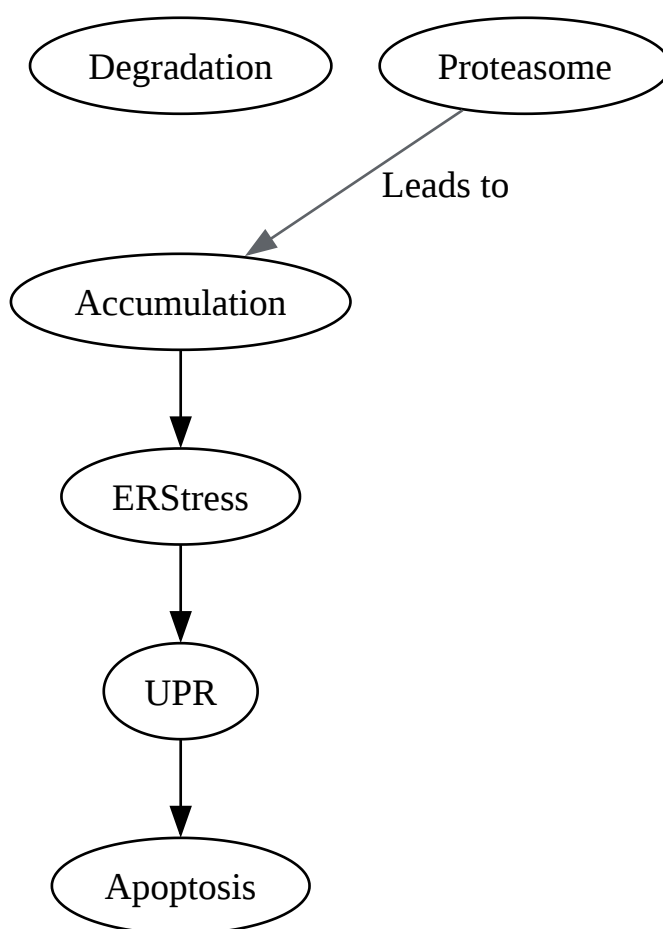 Degradation
Proteasome
Leads to
Accumulation
ERStress
UPR
Apoptosis